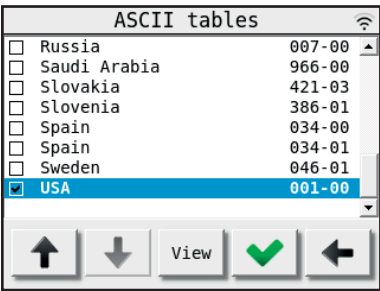 ASCII tables
Russia 007-00
Saudi Arabia 966-00
Slovakia 421-03
Slovenia 386-01
Spain 034-00
Spain 034-01
Sweden 046-01
USA 001-00
View